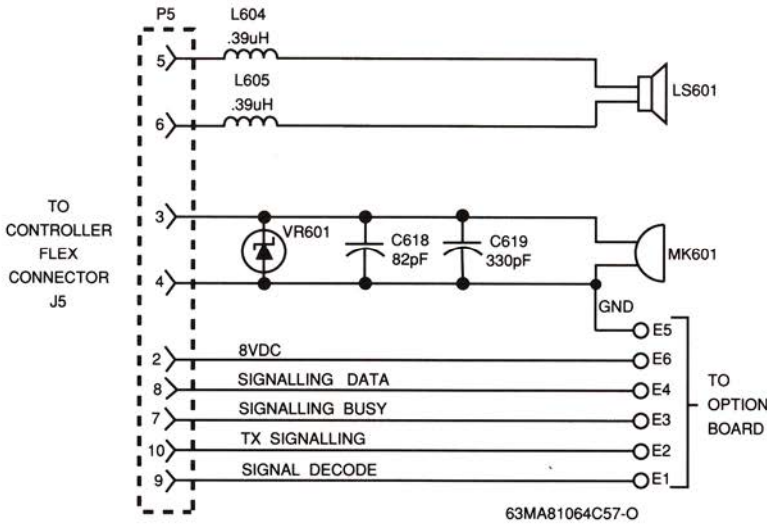 P5
L604
.39uH
5
L605
.39uH
6
LS601
TO
CONTROLLER
FLEX
CONNECTOR
J5
3
VR601
C618
82pF
C619
330pF
MK601
4
GND
E5
2
8VDC
E6
8
SIGNALLING DATA
E4
7
SIGNALLING BUSY
E3
10
TX SIGNALLING
E2
9
SIGNAL DECODE
E1
TO
OPTION
BOARD
63MA81064C57-O